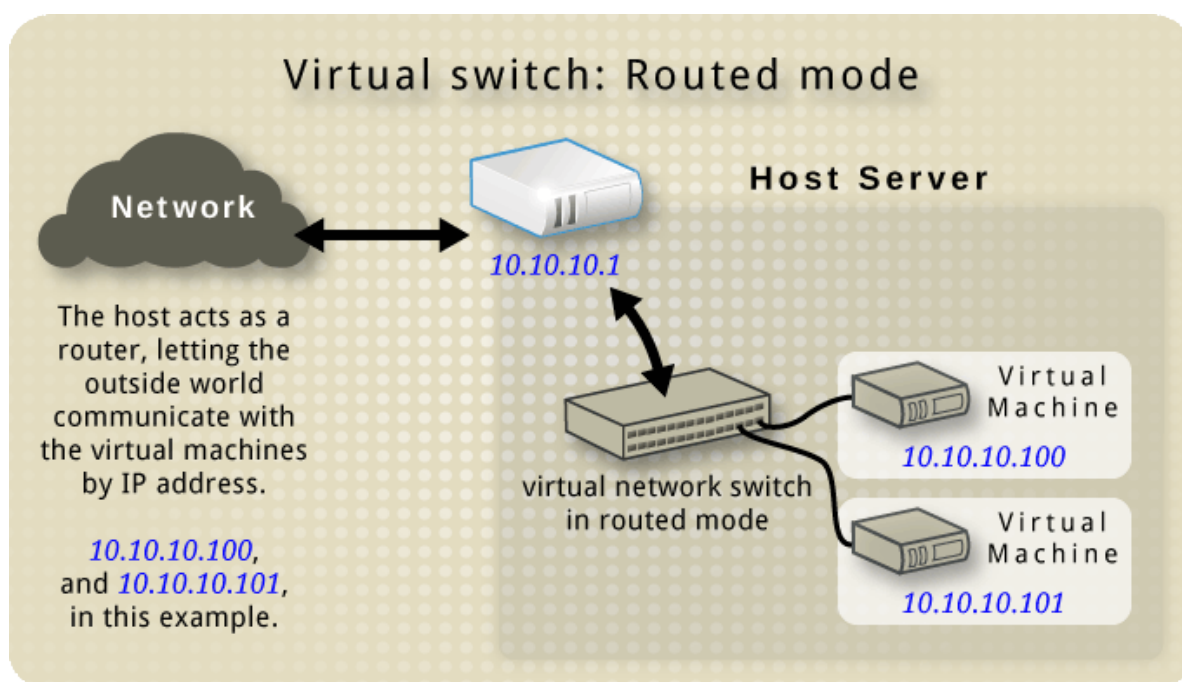 Virtual switch: Routed mode
Network
Host Server
10.10.10.1
The host acts as a
router, letting the
outside world
communicate with
the virtual machines
by IP address.
10.10.10.100,
and 10.10.10.101,
in this example.
virtual network switch
in routed mode
Virtual
Machine
10.10.10.100
Virtual
Machine
10.10.10.101